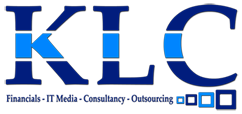 KLC
Financials - IT Media - Consultancy - Outsourcing